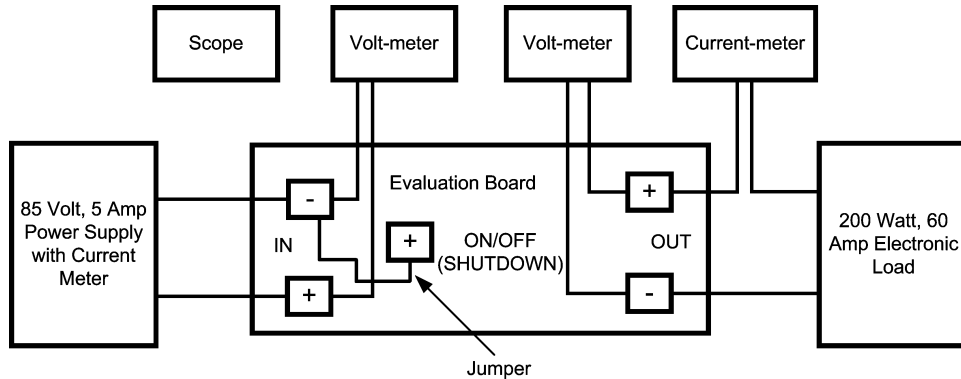 Scope
Volt-meter
Volt-meter
Current-meter
85 Volt, 5 Amp
Power Supply
with Current
Meter
-
Evaluation Board
+
ON/OFF
(SHUTDOWN)
IN
+
+
OUT
-
200 Watt, 60
Amp Electronic
Load
Jumper